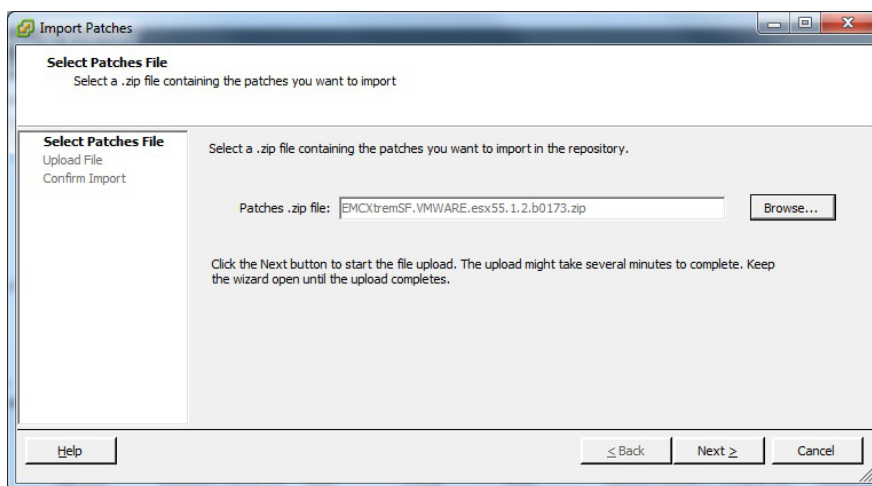 Import Patches
Select Patches File
Select a .zip file containing the patches you want to import
Select Patches File
Upload File
Confirm Import
Select a .zip file containing the patches you want to import in the repository.
Patches .zip file: EMCXtremSF.VMWARE.esx55.1.2.b0173.zip Browse...
Click the Next button to start the file upload. The upload might take several minutes to complete. Keep
the wizard open until the upload completes.
Help < Back Next > Cancel